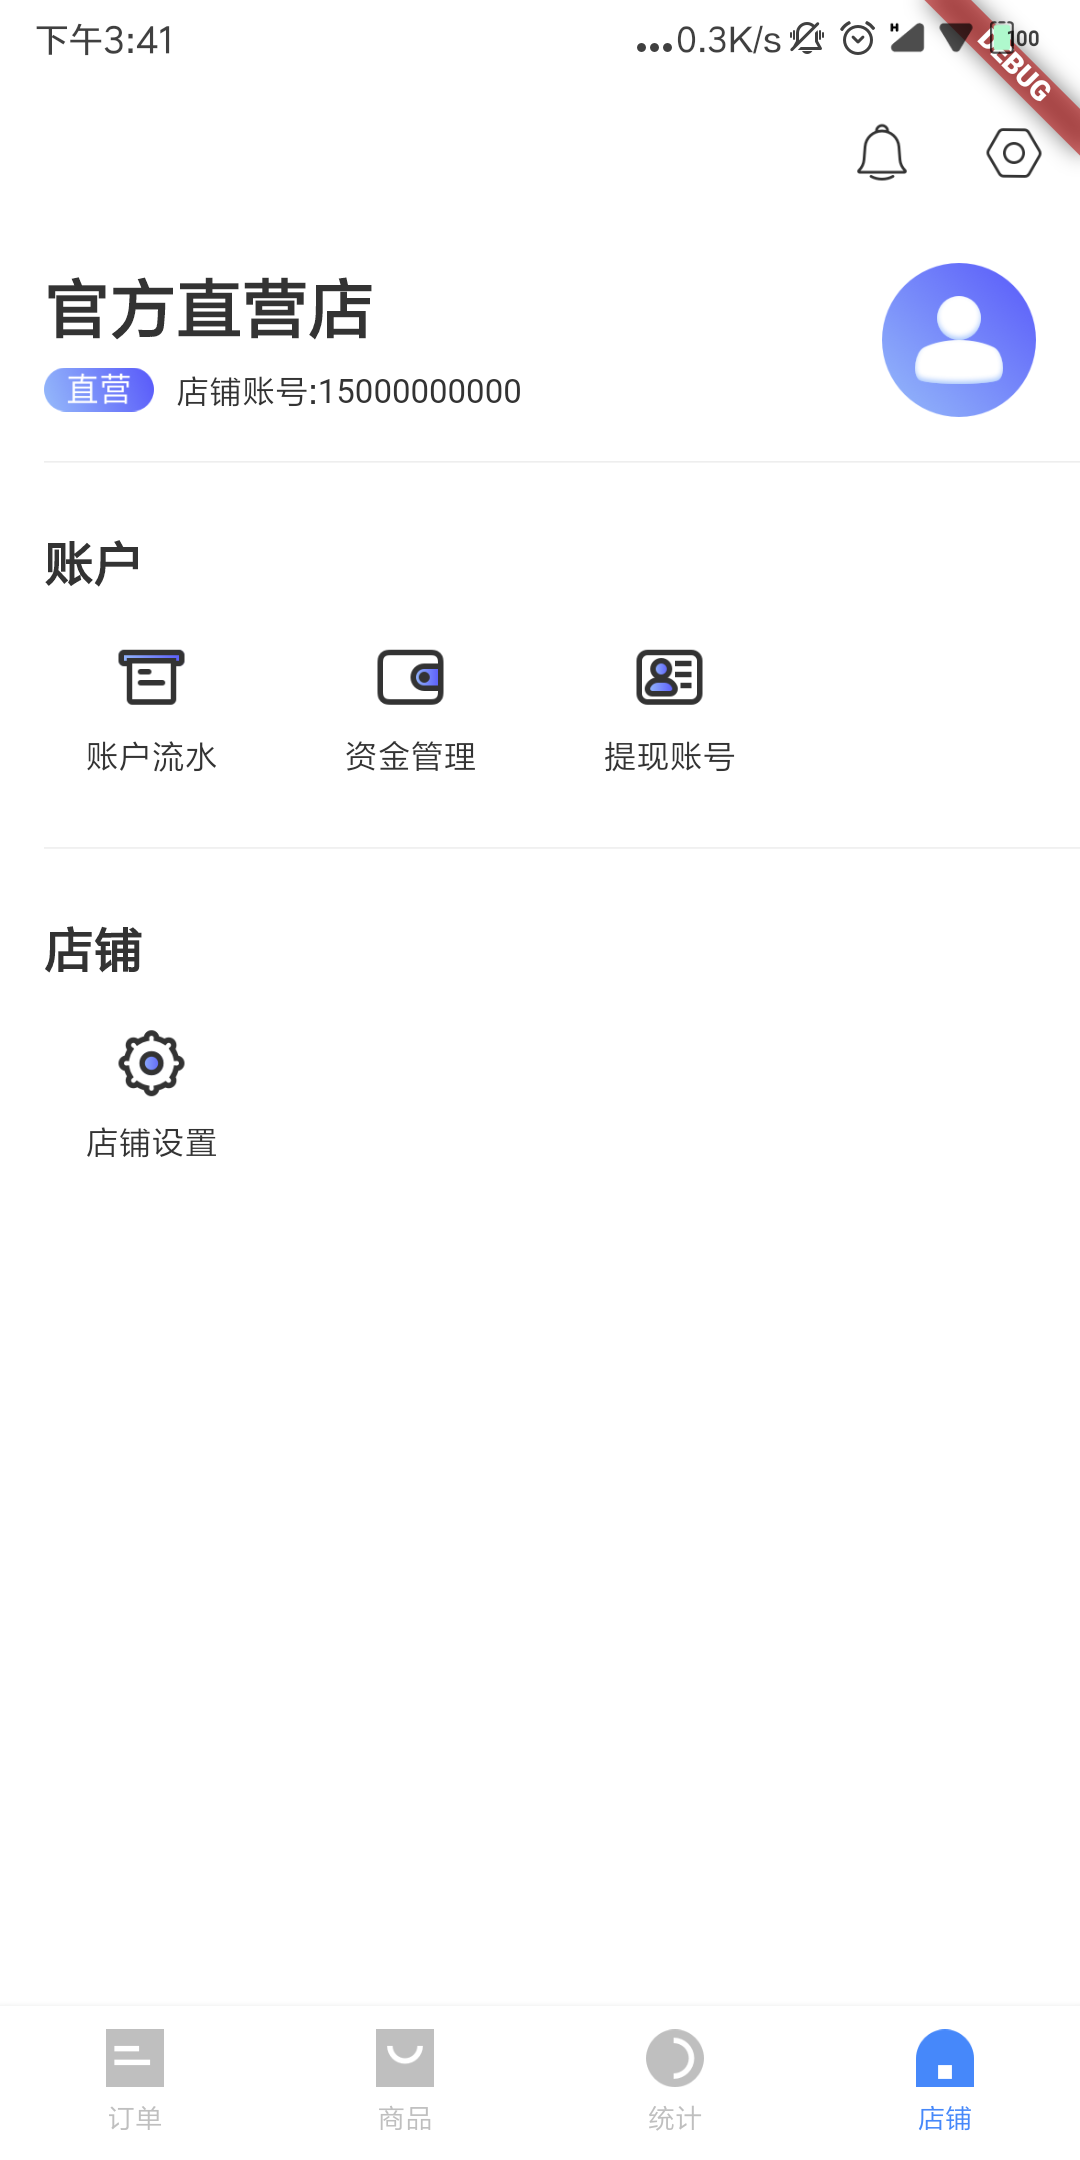 下午3:41
...0.3K/s
H
100
DEBUG
官方直营店
直营 店铺账号:15000000000
账户
账户流水 资金管理 提现账号
店铺
店铺设置
订单 商品 统计 店铺